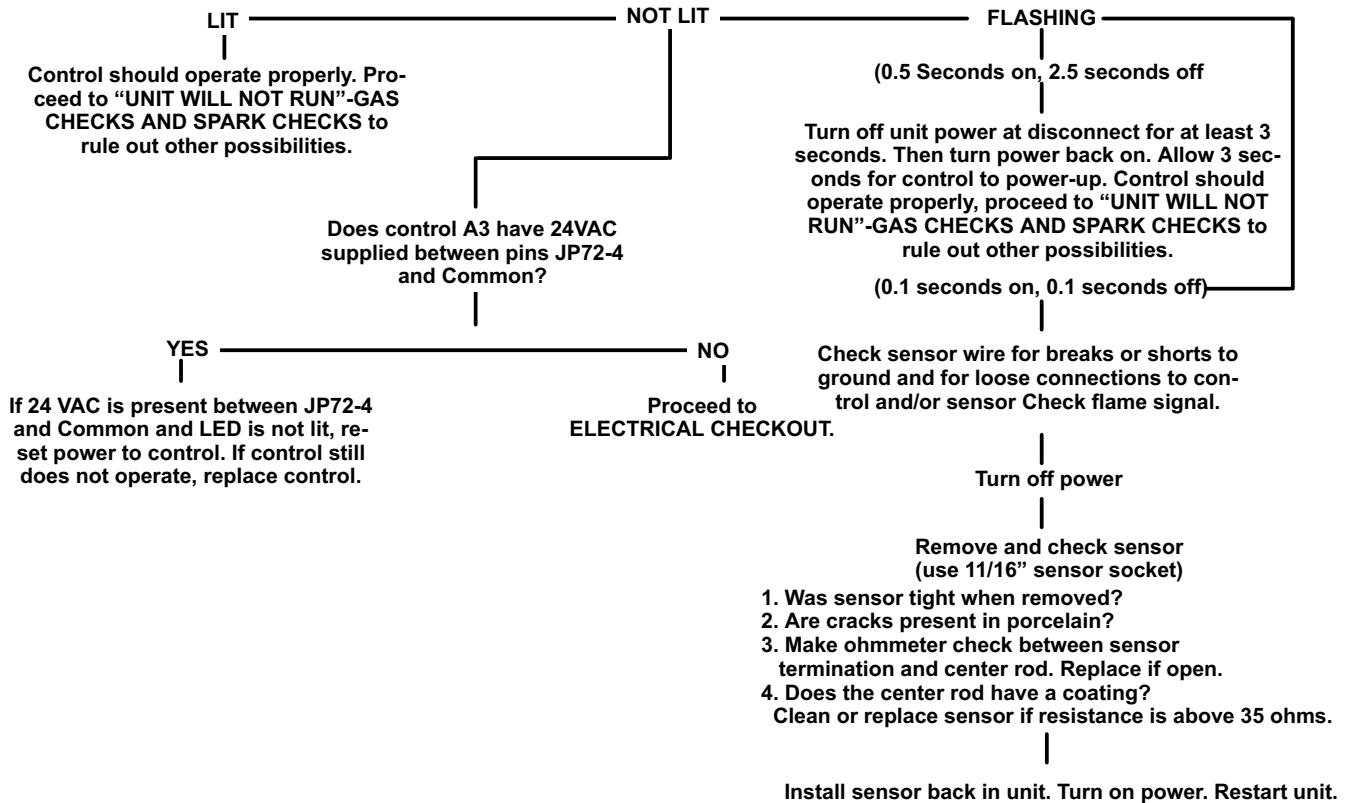 LIT
NOT LIT
FLASHING
Control should operate properly. Pro-
ceed to “UNIT WILL NOT RUN”-GAS
CHECKS AND SPARK CHECKS to
rule out other possibilities.
(0.5 Seconds on, 2.5 seconds off
Turn off unit power at disconnect for at least 3
seconds. Then turn power back on. Allow 3 sec-
onds for control to power-up. Control should
operate properly, proceed to “UNIT WILL NOT
RUN”-GAS CHECKS AND SPARK CHECKS to
rule out other possibilities.
Does control A3 have 24VAC
supplied between pins JP72-4
and Common?
(0.1 seconds on, 0.1 seconds off)
YES
NO
If 24 VAC is present between JP72-4
and Common and LED is not lit, re-
set power to control. If control still
does not operate, replace control.
Proceed to
ELECTRICAL CHECKOUT.
Check sensor wire for breaks or shorts to
ground and for loose connections to con-
trol and/or sensor Check flame signal.
Turn off power
Remove and check sensor
(use 11/16” sensor socket)
1. Was sensor tight when removed?
2. Are cracks present in porcelain?
3. Make ohmmeter check between sensor
termination and center rod. Replace if open.
4. Does the center rod have a coating?
Clean or replace sensor if resistance is above 35 ohms.
Install sensor back in unit. Turn on power. Restart unit.